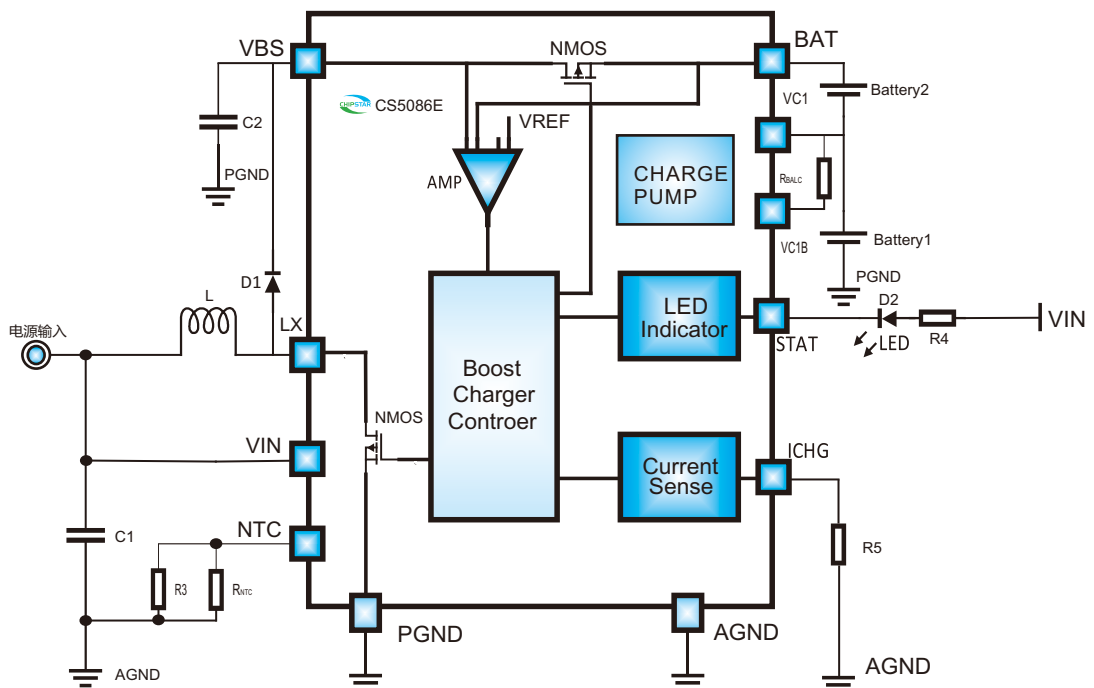 VBS
NMOS
BAT
C2
CHIPSTAR CS5086E
VREF
VC1
Battery2
PGND
AMP
CHARGE
PUMP
RBALC
VC1B
Battery1
PGND
D1
L
LED
Indicator
D2
VIN
电源输入
LX
STAT
LED
R4
Boost
Charger
Controer
NMOS
VIN
Current
Sense
ICHG
NTC
C1
R3
RNTC
R5
PGND
AGND
AGND
AGND